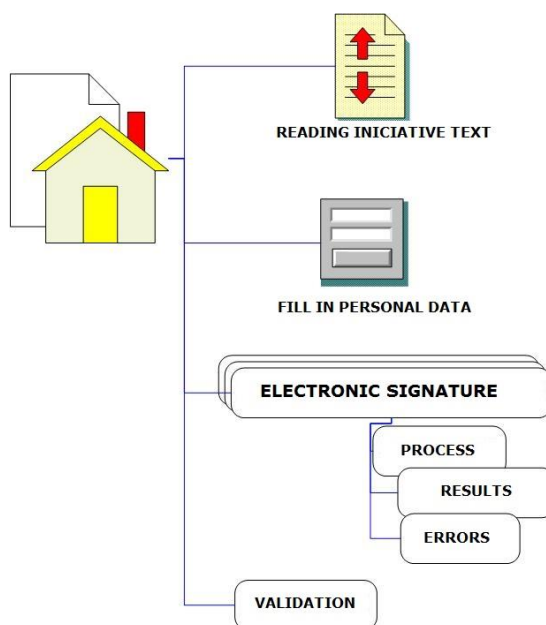 READING INICIATIVE TEXT
FILL IN PERSONAL DATA
ELECTRONIC SIGNATURE
PROCESS
RESULTS
ERRORS
VALIDATION